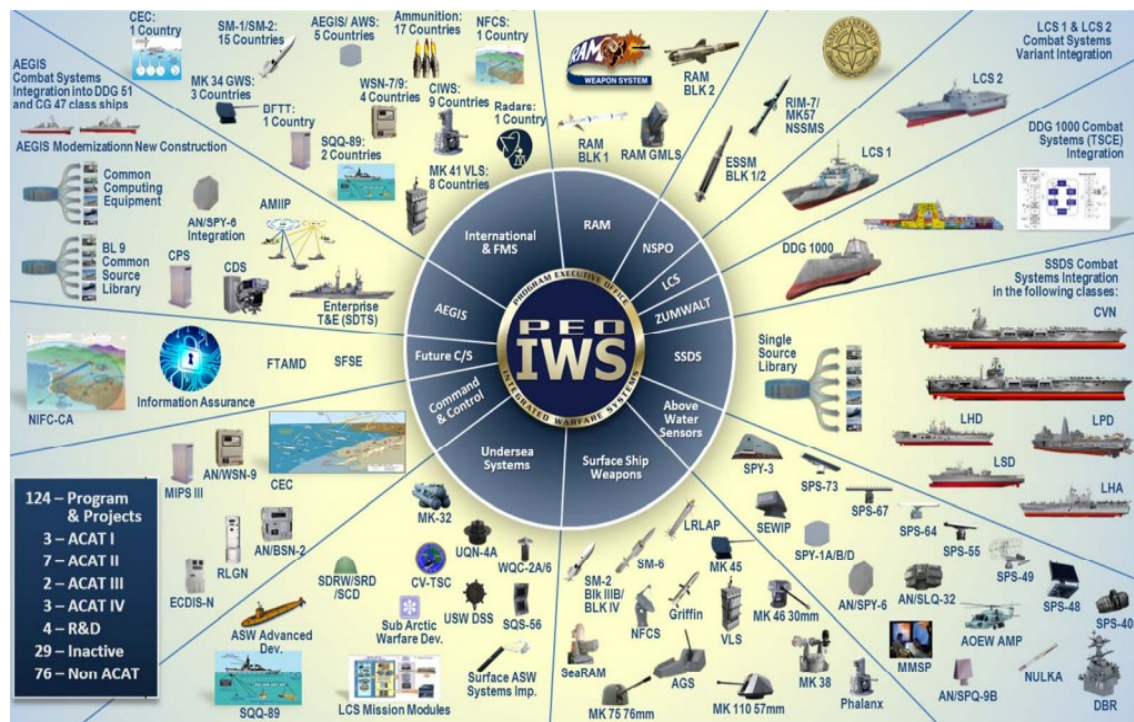 CEC:
1 Country
SM-1/SM-2:
15 Countries
AEGIS/ AWS:
5 Countries
Ammunition:
17 Countries
NFCS:
1 Country
MK 34 GWS:
3 Countries
DFTT:
1 Country
WSN-7/9:
4 Countries
CIWS:
9 Countries
Radars:
1 Country
SQQ-89:
2 Countries
MK 41 VLS:
8 Countries
AEGIS
Combat Systems
Integration into DDG 51
and CG 47 class ships
AEGIS Modernizationn New Construction
Common
Computing
Equipment
AN/SPY-6
Integration
AMIIP
BL 9
Common
Source
Library
CPS
CDS
Enterprise
T&E (SDTS)
RAM
WEAPON SYSTEM
RAM
BLK 2
RAM
BLK 1
RAM GMLS
NATO SEASPARROW
RIM-7/
MK57
NSSMS
ESSM
BLK 1/2
LCS 1 & LCS 2
Combat Systems
Variant Integration
LCS 2
LCS 1
DDG 1000 Combat
Systems (TSCE)
Integration
DDG 1000
SSDS Combat
Systems Integration
in the following classes:
CVN
Single
Source
Library
LHD
LPD
LSD
LHA
International
& FMS
RAM
NSPO
LCS
ZUMWALT
SSDS
Above
Water
Sensors
Surface Ship
Weapons
Undersea
Systems
Command
& Control
Future C/S
AEGIS
PROGRAM EXECUTIVE OFFICE
PEO
IWS
INTEGRATED WARFARE SYSTEMS
NIFC-CA
Information Assurance
FTAMD
SFSE
MIPS III
AN/WSN-9
CEC
RLGN
AN/BSN-2
ECDIS-N
124 – Program
& Projects
3 – ACAT I
7 – ACAT II
2 – ACAT III
3 – ACAT IV
4 – R&D
29 – Inactive
76 – Non ACAT
MK-32
UQN-4A
WQC-2A/6
SDRW/SRD
/SCD
CV-TSC
USW DSS
SQS-56
ASW Advanced
Dev.
Sub Arctic
Warfare Dev.
SQQ-89
LCS Mission Modules
Surface ASW
Systems Imp.
LRLAP
SM-6
SM-2
Blk IIIB/
BLK IV
MK 45
NFCS
Griffin
VLS
MK 46 30mm
SeaRAM
AGS
MK 38
MK 75 76mm
MK 110 57mm
Phalanx
SPY-3
SPS-73
SEWIP
SPS-67
SPS-64
SPS-55
SPY-1A/B/D
SPS-49
AN/SPY-6
AN/SLQ-32
SPS-48
SPS-40
AOEW AMP
MMSP
AN/SPQ-9B
NULKA
DBR